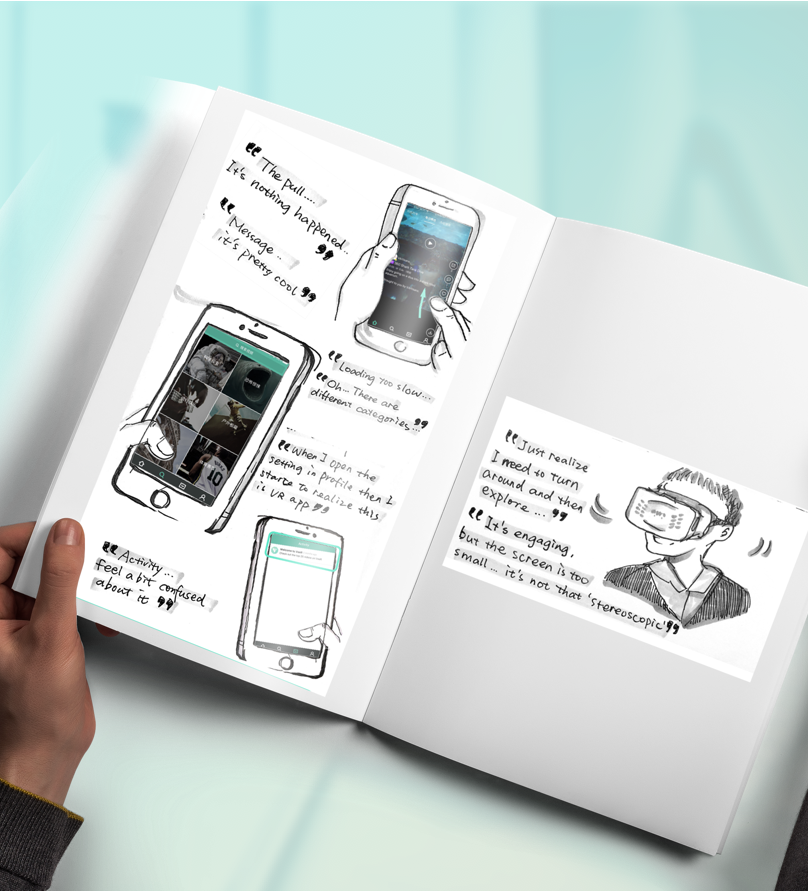 “The pull....
It's nothing happened..”
“Message..
it's pretty cool”
“Loading too slow...
“Oh... There are
different categories...”
“When I open the
setting in profile then I
starte to realize this
is VR app”
“Activity...
feel a bit confused
about it”
10
“Just realize
I need to turn
around and then
explore....”
“It's engaging,
but the screen is too
small... it's not that 'stereoscopic'”